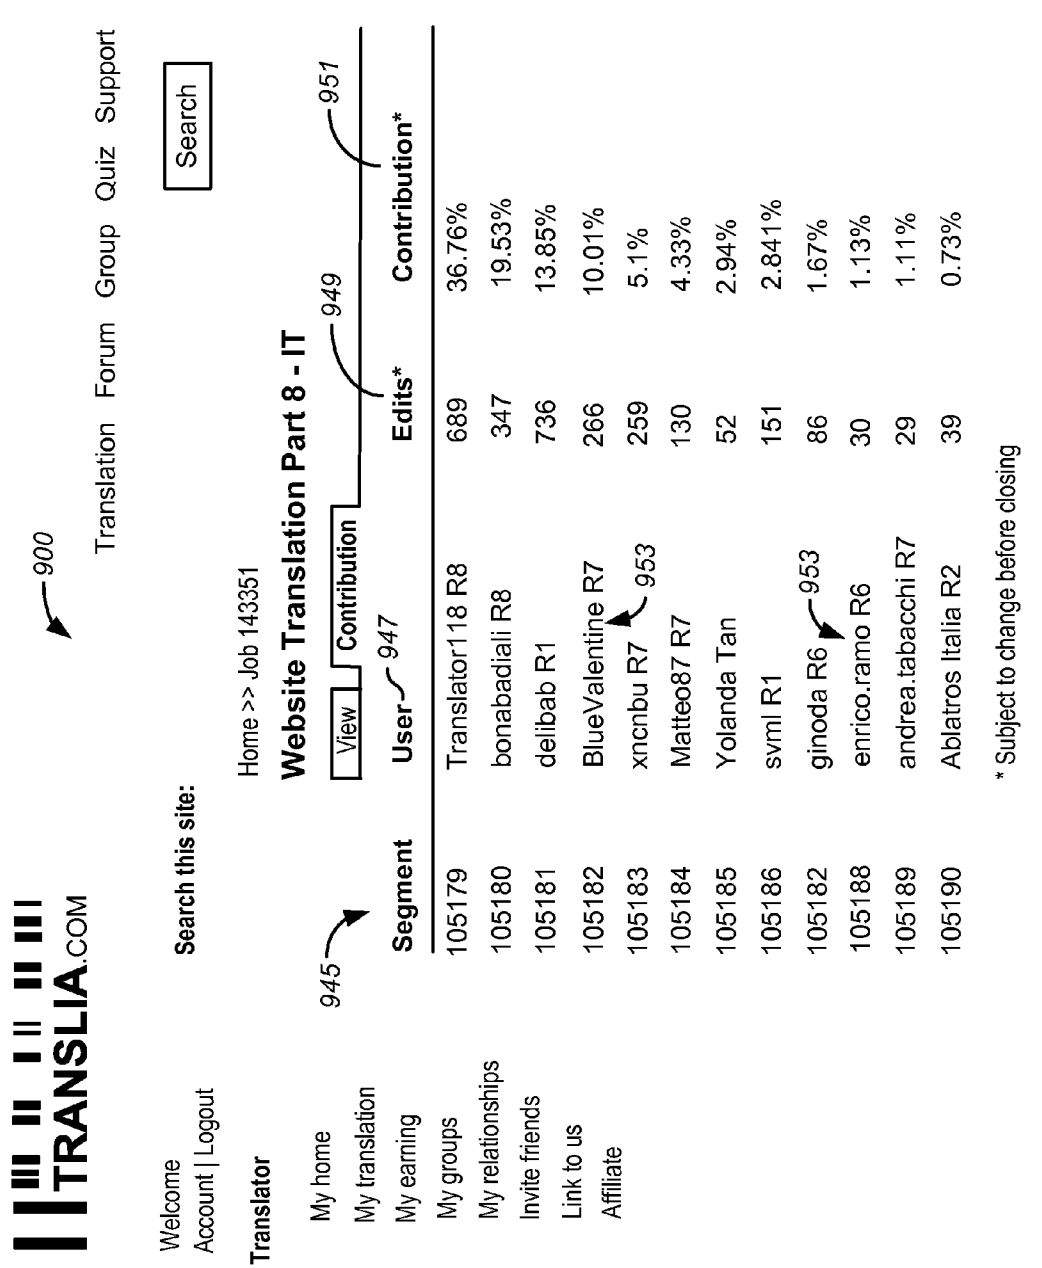 900
TRANSLIA.COM
Translation Forum Group Quiz Support
Welcome
Account | Logout
Search this site:
Search
Translator
My home
My translation
My earning
My groups
My relationships
Invite friends
Link to us
Affiliate
Home >> Job 143351
Website Translation Part 8 - IT
View Contribution
945 947 949 951
Segment User Edits* Contribution*
105179 Translator118 R8 689 36.76%
105180 bonabadiali R8 347 19.53%
105181 delibab R1 736 13.85%
105182 BlueValentine R7 266 10.01%
105183 xncnbu R7 259 5.1%
953
105184 Matteo87 R7 130 4.33%
105185 Yolanda Tan 52 2.94%
105186 svml R1 151 2.841%
105182 ginoda R6 86 1.67%
953
105188 enrico.ramo R6 30 1.13%
105189 andrea.tabacchi R7 29 1.11%
105190 Ablatros Italia R2 39 0.73%
* Subject to change before closing